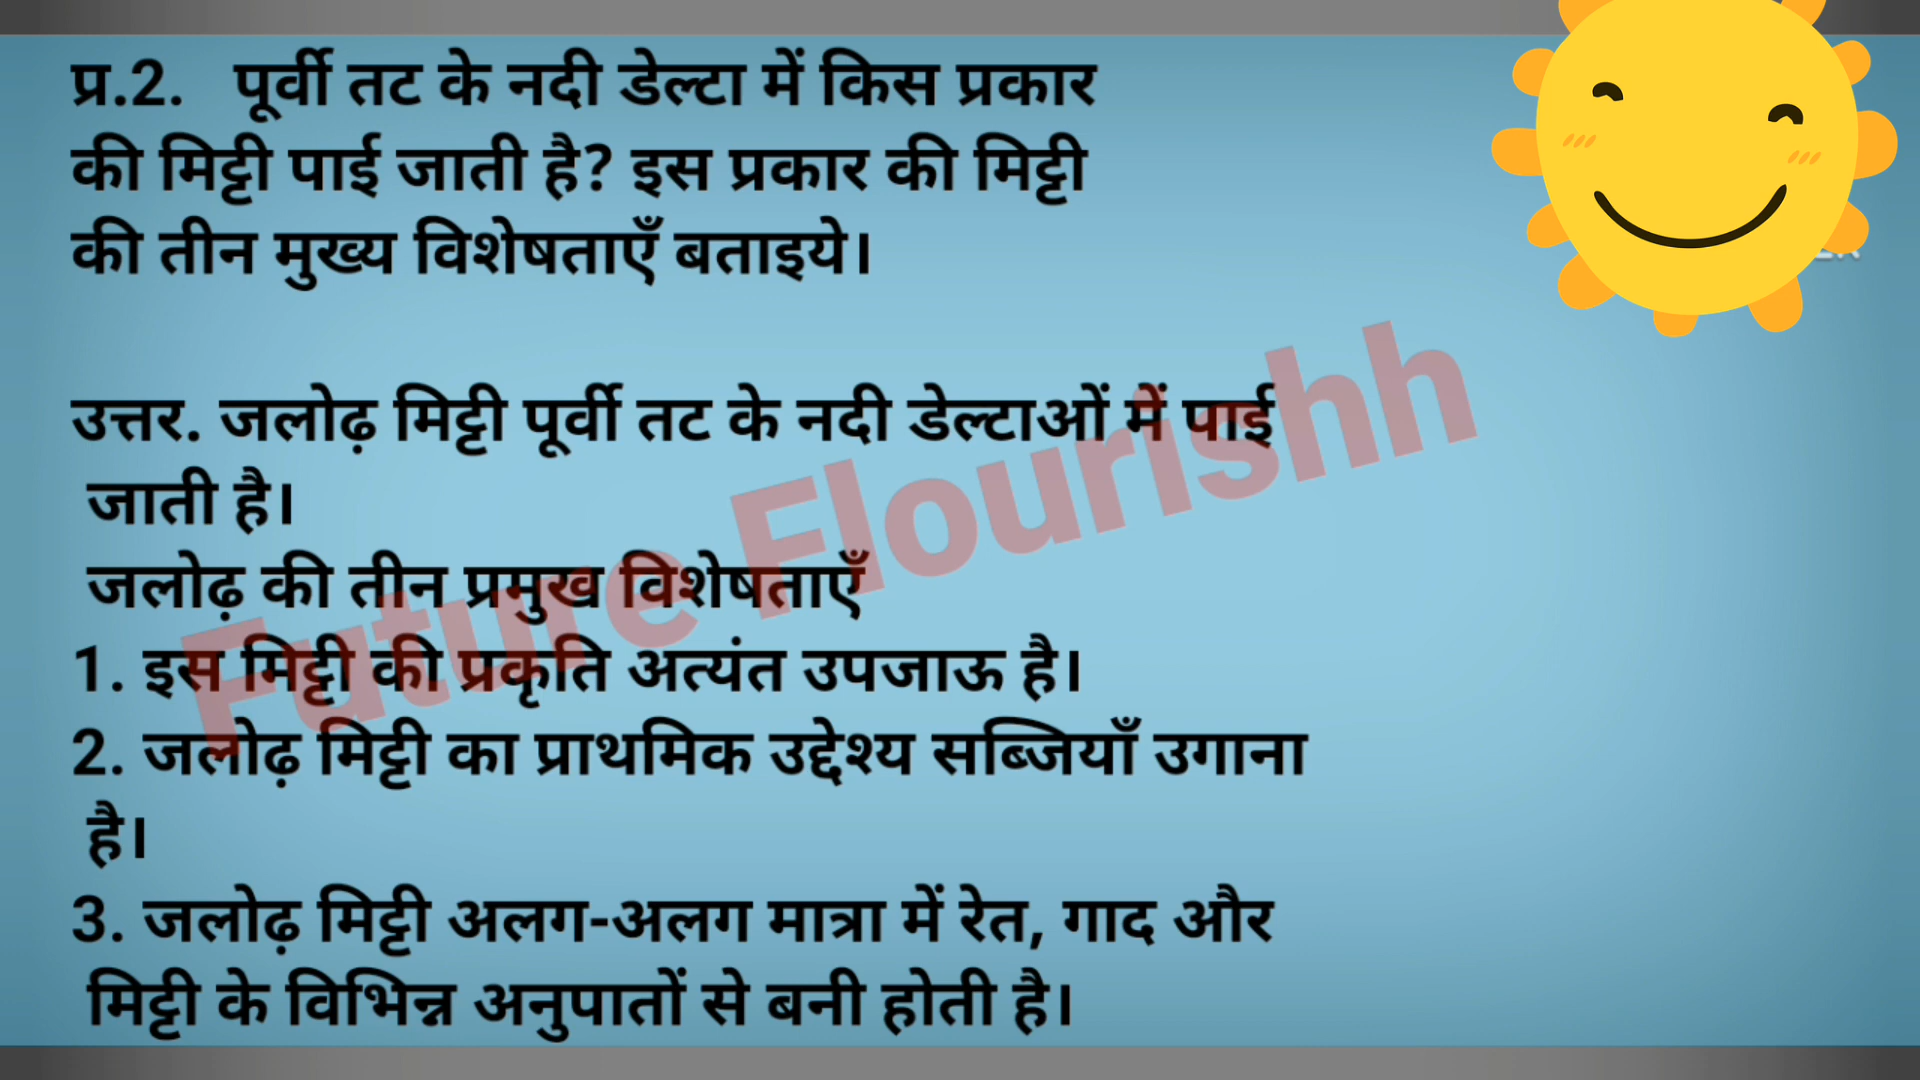 प्र.2. पूर्वी तट के नदी डेल्टा में किस प्रकार
की मिट्टी पाई जाती है? इस प्रकार की मिट्टी
की तीन मुख्य विशेषताएँ बताइये।
उत्तर. जलोढ़ मिट्टी पूर्वी तट के नदी डेल्टाओं में पाई
जाती है।
जलोढ़ की तीन प्रमुख विशेषताएँ
1. इस मिट्टी की प्रकृति अत्यंत उपजाऊ है।
2. जलोढ़ मिट्टी का प्राथमिक उद्देश्य सब्जियाँ उगाना
है।
3. जलोढ़ मिट्टी अलग-अलग मात्रा में रेत, गाद और
मिट्टी के विभिन्न अनुपातों से बनी होती है।
Future Flourishh